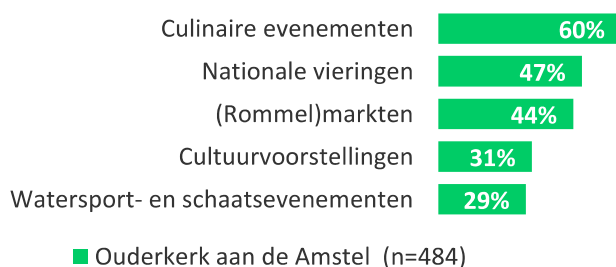 Culinaire evenementen 60%
Nationale vieringen 47%
(Rommel)markten 44%
Cultuurvoorstellingen 31%
Watersport- en schaatsevenementen 29%
Ouderkerk aan de Amstel (n=484)